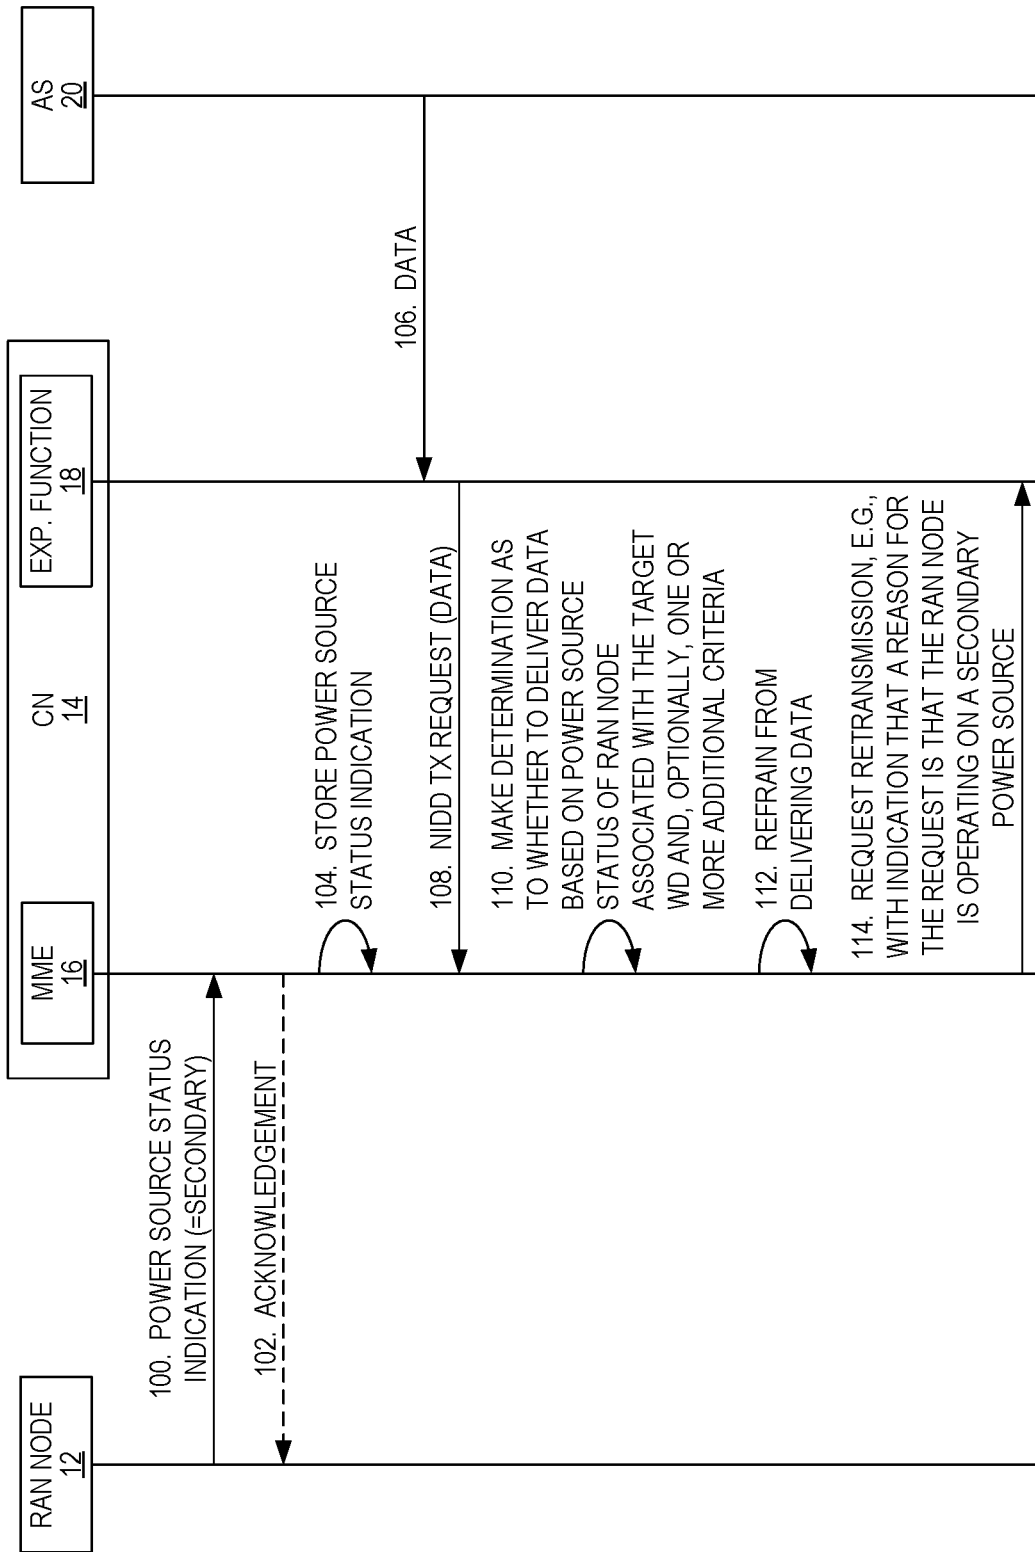 RAN NODE
12
MME
16
CN
14
EXP. FUNCTION
18
AS
20
100. POWER SOURCE STATUS
INDICATION (=SECONDARY)
102. ACKNOWLEDGEMENT
104. STORE POWER SOURCE
STATUS INDICATION
106. DATA
108. NIDD TX REQUEST (DATA)
110. MAKE DETERMINATION AS
TO WHETHER TO DELIVER DATA
BASED ON POWER SOURCE
STATUS OF RAN NODE
ASSOCIATED WITH THE TARGET
WD AND, OPTIONALLY, ONE OR
MORE ADDITIONAL CRITERIA
112. REFRAIN FROM
DELIVERING DATA
114. REQUEST RETRANSMISSION, E.G.,
WITH INDICATION THAT A REASON FOR
THE REQUEST IS THAT THE RAN NODE
IS OPERATING ON A SECONDARY
POWER SOURCE